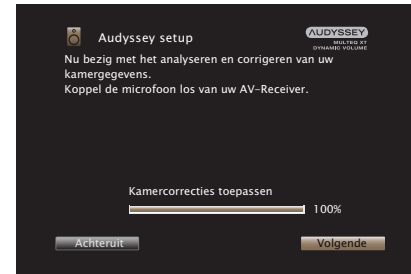 Audyssey setup
AUDYSSEY
MULTEQ XT
DYNAMIC VOLUME
Nu bezig met het analyseren en corrigeren van uw
kamergegevens.
Koppel de microfoon los van uw AV-Receiver.
Kamercorrecties toepassen
100%
Achteruit
Volgende